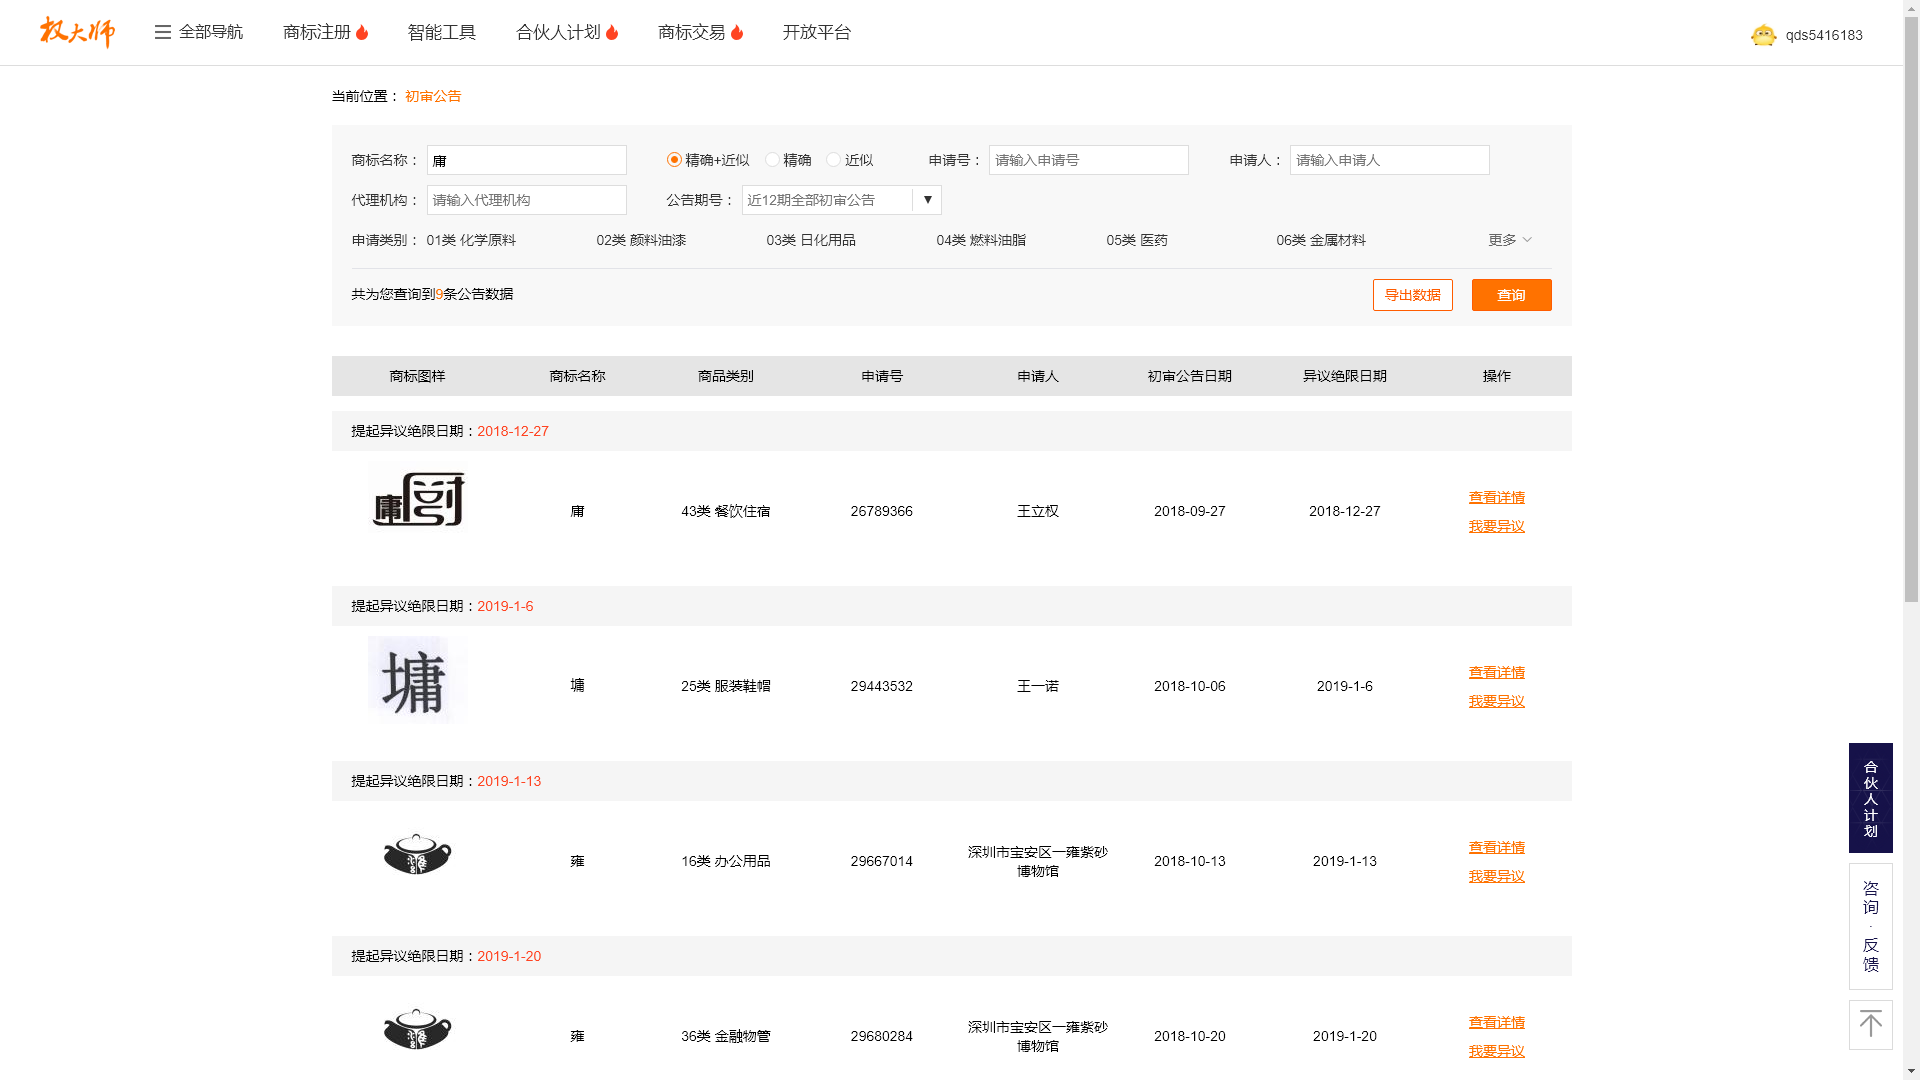 权大师 全部导航 商标注册 智能工具 合伙人计划 商标交易 开放平台 qds5416183
当前位置： 初审公告
商标名称： 庸 精确+近似 精确 近似 申请号： 请输入申请号 申请人： 请输入申请人
代理机构： 请输入代理机构 公告期号： 近12期全部初审公告
申请类别： 01类 化学原料 02类 颜料油漆 03类 日化用品 04类 燃料油脂 05类 医药 06类 金属材料 更多
共为您查询到9条公告数据 导出数据 查询
商标图样 商标名称 商品类别 申请号 申请人 初审公告日期 异议绝限日期 操作
提起异议绝限日期：2018-12-27
庸 43类 餐饮住宿 26789366 王立权 2018-09-27 2018-12-27 查看详情
我要异议
提起异议绝限日期：2019-1-6
墉 墉 25类 服装鞋帽 29443532 王一诺 2018-10-06 2019-1-6 查看详情
我要异议
提起异议绝限日期：2019-1-13
雍 16类 办公用品 29667014 深圳市宝安区一雍紫砂博物馆 2018-10-13 2019-1-13 查看详情
我要异议
提起异议绝限日期：2019-1-20
雍 36类 金融物管 29680284 深圳市宝安区一雍紫砂博物馆 2018-10-20 2019-1-20 查看详情
我要异议
合伙人计划
咨询·反馈